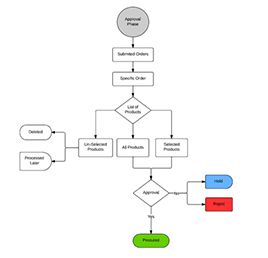 Approval
Phase
Submitted Orders
Specific Order
List of
Products
Deleted
Un-Selected
Products
All Products
Selected
Products
Processed
Later
Approval
No
Hold
Reject
Yes